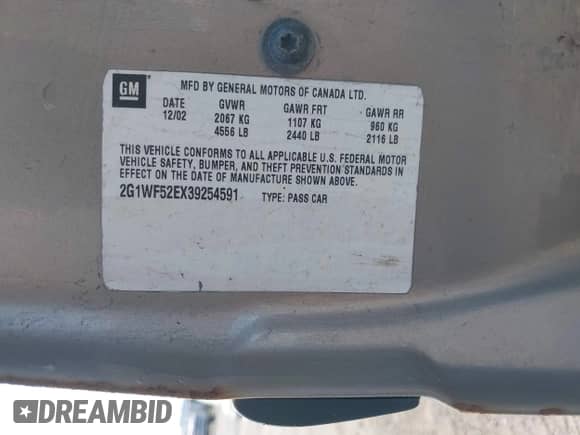 GM
MFD BY GENERAL MOTORS OF CANADA LTD.
DATE GVWR GAWR FRT GAWR RR
12/02 2067 KG 1107 KG 960 KG
4556 LB 2440 LB 2116 LB
THIS VEHICLE CONFORMS TO ALL APPLICABLE U.S. FEDERAL MOTOR
VEHICLE SAFETY, BUMPER, AND THEFT PREVENTION STANDARDS IN
EFFECT ON THE DATE OF MANUFACTURE SHOWN ABOVE.
2G1WF52EX39254591 TYPE: PASS CAR
DREAMBID